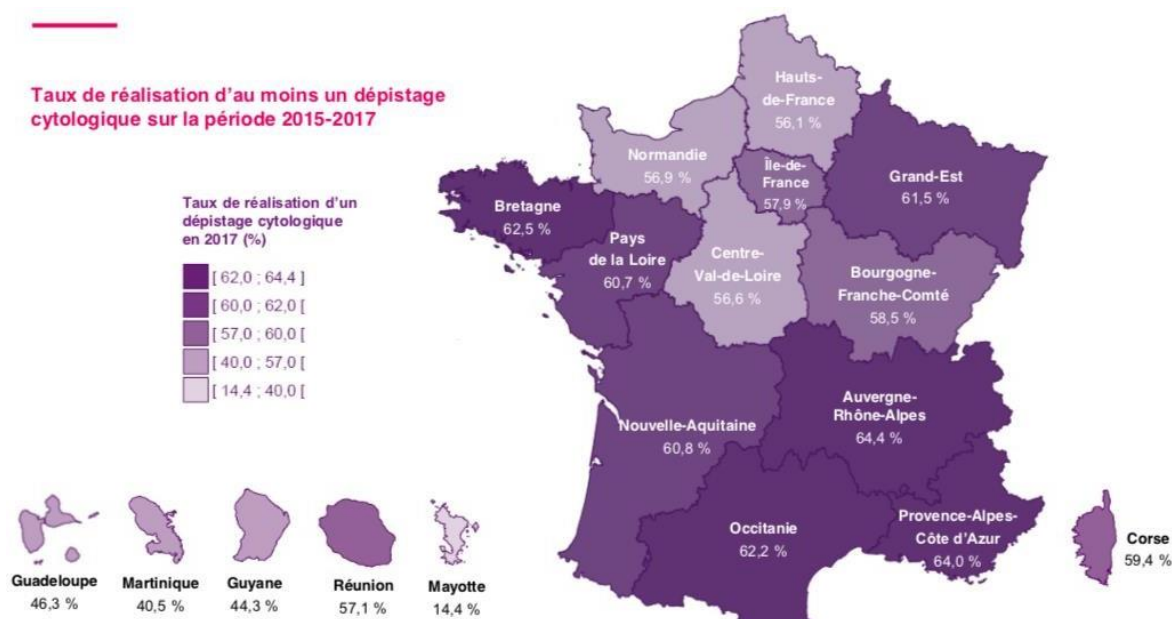 Taux de réalisation d'au moins un dépistage
cytologique sur la période 2015-2017
Taux de réalisation d'un
dépistage cytologique
en 2017 (%)
[ 62,0 ; 64,4 ]
[ 60,0 ; 62,0 [
[ 57,0 ; 60,0 [
[ 40,0 ; 57,0 [
[ 14,4 ; 40,0 [
Hauts-
de-France
56,1 %
Normandie
56,9 %
Île-de-
France
57,9 %
Grand-Est
61,5 %
Bretagne
62,5 %
Pays
de la Loire
60,7 %
Centre-
Val-de-Loire
56,6 %
Bourgogne-
Franche-Comté
58,5 %
Nouvelle-Aquitaine
60,8 %
Auvergne-
Rhône-Alpes
64,4 %
Occitanie
62,2 %
Provence-Alpes-
Côte d'Azur
64,0 %
Corse
59,4 %
Guadeloupe
46,3 %
Martinique
40,5 %
Guyane
44,3 %
Réunion
57,1 %
Mayotte
14,4 %